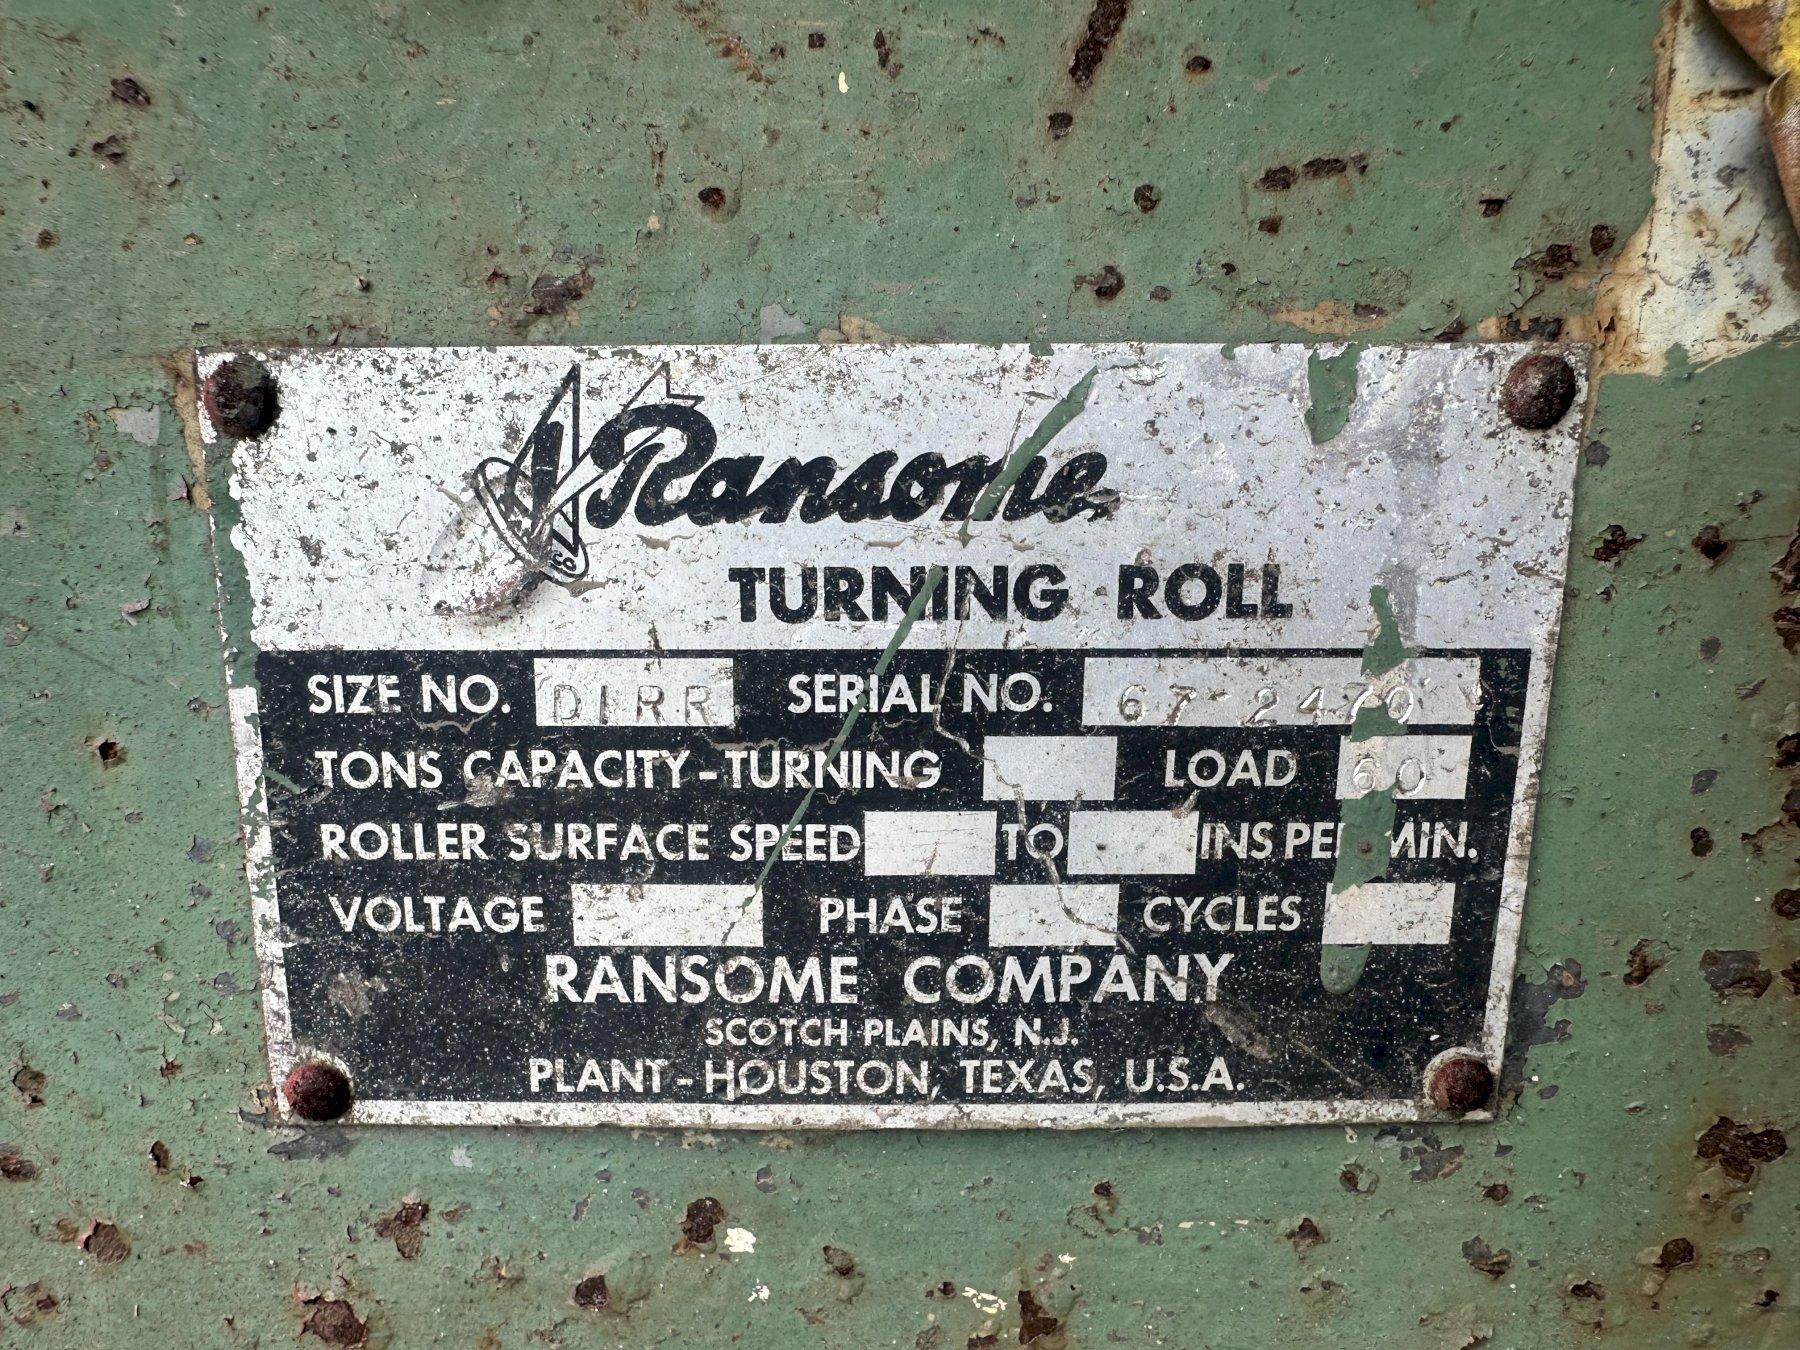 Ransome
TURNING ROLL
SIZE NO. DIRR SERIAL NO. 67-2470
TONS CAPACITY-TURNING LOAD 60
ROLLER SURFACE SPEED TO INS PER MIN.
VOLTAGE PHASE CYCLES
RANSOME COMPANY
SCOTCH PLAINS, N.J.
PLANT-HOUSTON, TEXAS, U.S.A.